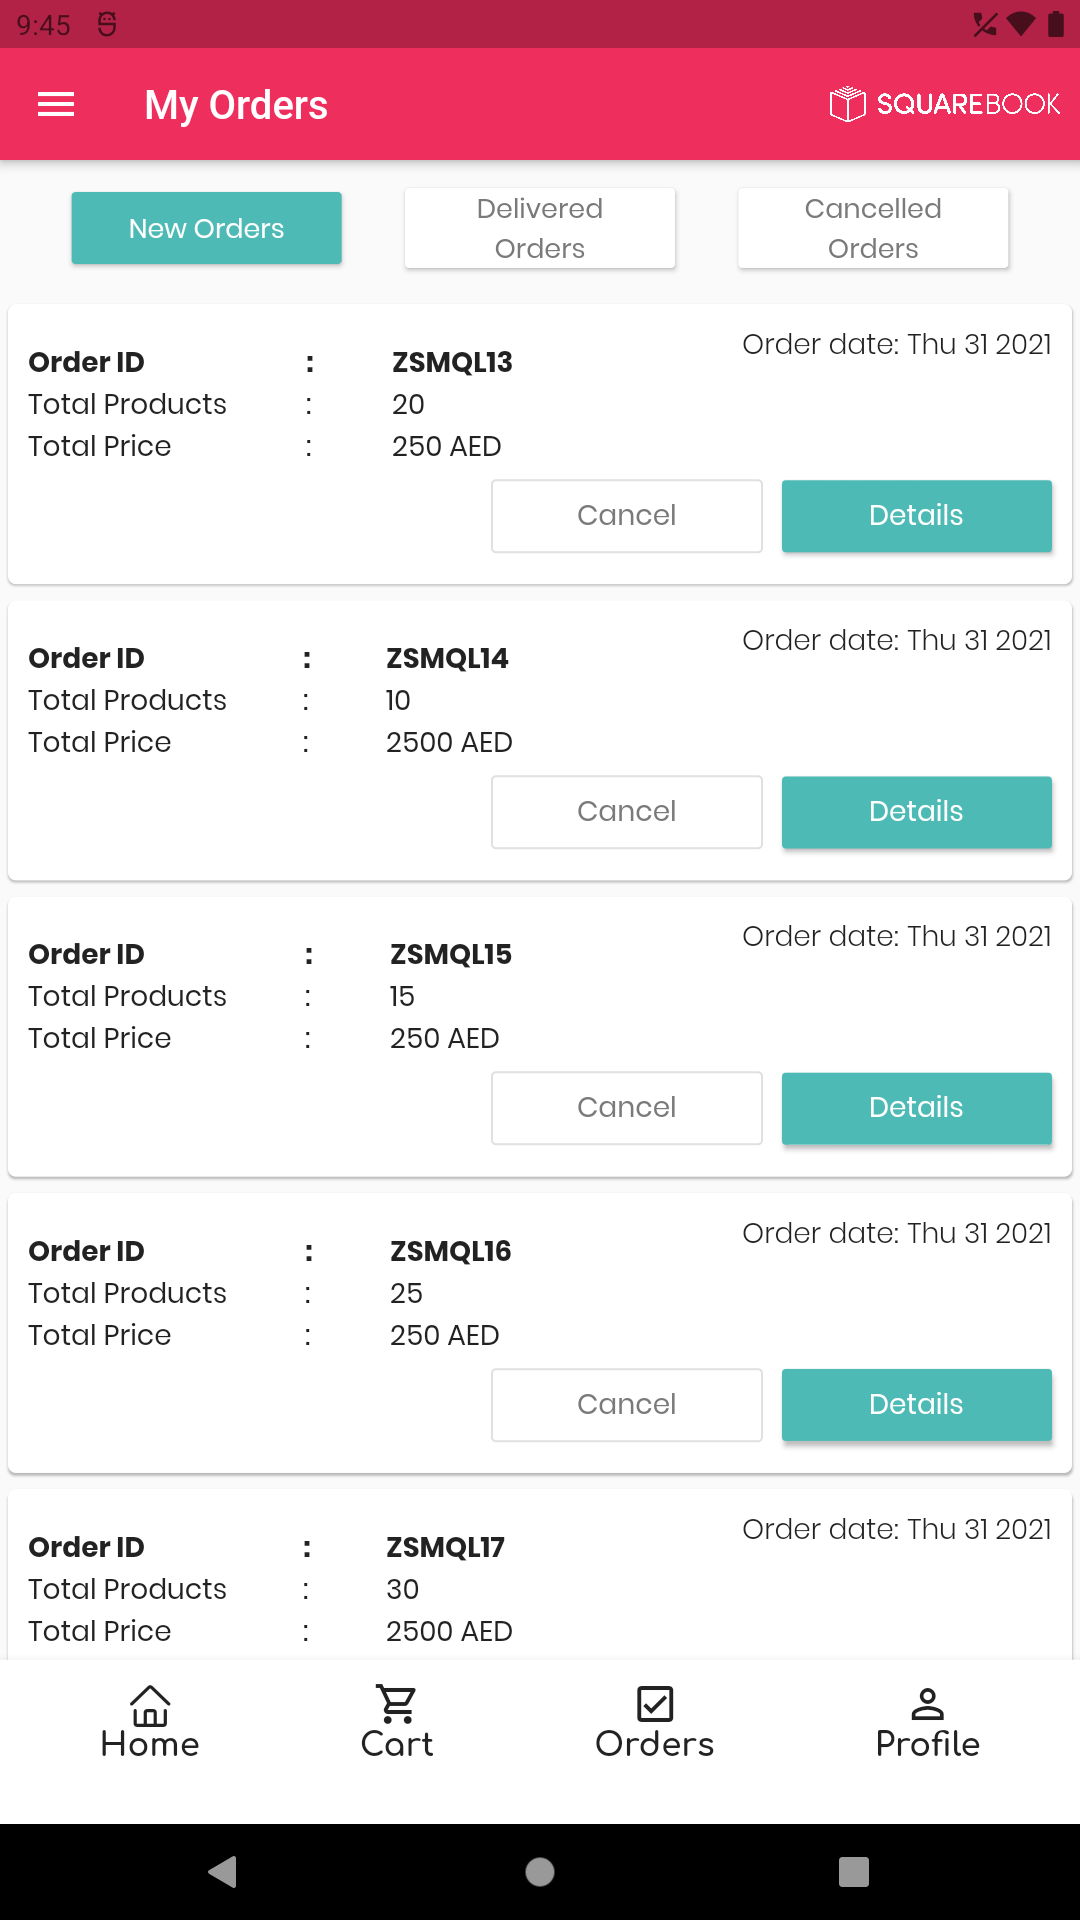 9:45
My Orders
SQUAREBOOK
New Orders
Delivered
Orders
Cancelled
Orders
Order date: Thu 31 2021
Order ID : ZSMQL13
Total Products : 20
Total Price : 250 AED
Cancel Details
Order date: Thu 31 2021
Order ID : ZSMQL14
Total Products : 10
Total Price : 2500 AED
Cancel Details
Order date: Thu 31 2021
Order ID : ZSMQL15
Total Products : 15
Total Price : 250 AED
Cancel Details
Order date: Thu 31 2021
Order ID : ZSMQL16
Total Products : 25
Total Price : 250 AED
Cancel Details
Order date: Thu 31 2021
Order ID : ZSMQL17
Total Products : 30
Total Price : 2500 AED
Home Cart Orders Profile